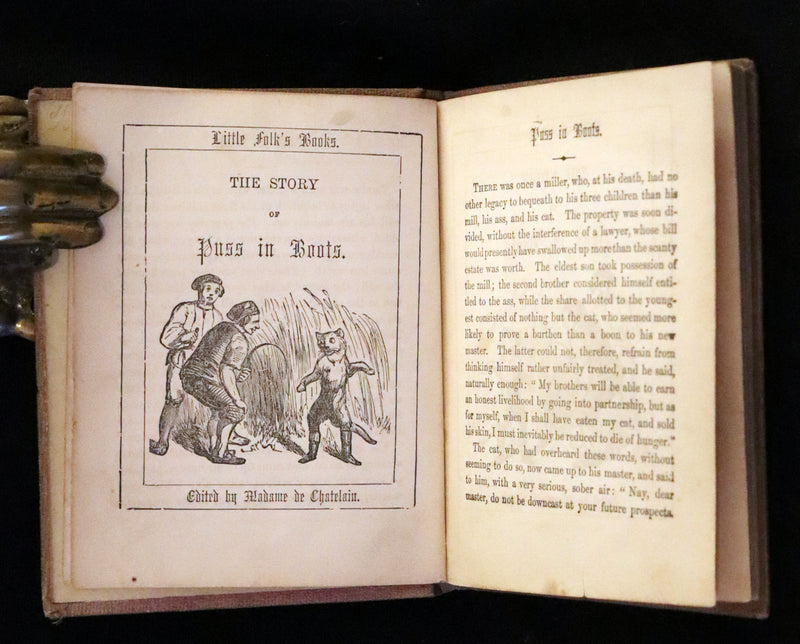 Little Folk's Books.
THE STORY
OF
Puss in Boots.
Edited by Madame de Chatelain.
Puss in Boots.
THERE was once a miller, who, at his death, had no
other legacy to bequeath to his three children than his
mill, his ass, and his cat. The property was soon di-
vided, without the interference of a lawyer, whose bill
would presently have swallowed up more than the scanty
estate was worth. The eldest son took possession of
the mill; the second brother considered himself enti-
tled to the ass, while the share allotted to the young-
est consisted of nothing but the cat, who seemed more
likely to prove a burthen than a boon to his new
master. The latter could not, therefore, refrain from
thinking himself rather unfairly treated, and he said,
naturally enough: "My brothers will be able to earn
an honest livelihood by going into partnership, but as
for myself, when I shall have eaten my cat, and sold
his skin, I must inevitably be reduced to die of hunger."
The cat, who had overheard these words, without
seeming to do so, now came up to his master, and said
to him, with a very serious, sober air: "Nay, dear
master, do not be downcast at your future prospects.